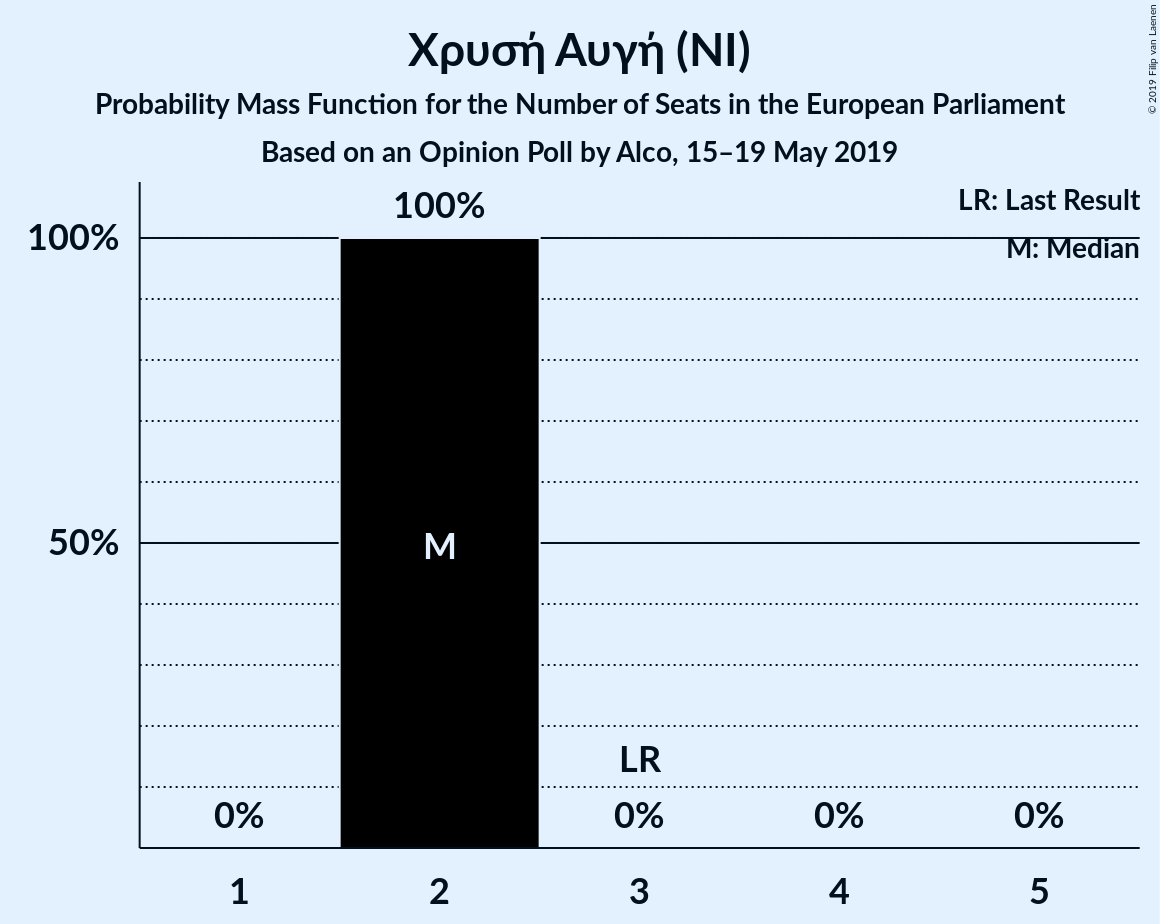 Χρυσή Αυγή (NI)
Probability Mass Function for the Number of Seats in the European Parliament
Based on an Opinion Poll by Alco, 15–19 May 2019
© 2019 Filip van Laenen
LR: Last Result
M: Median
100%
100%
50%
M
LR
0%
0%
0%
0%
1
2
3
4
5